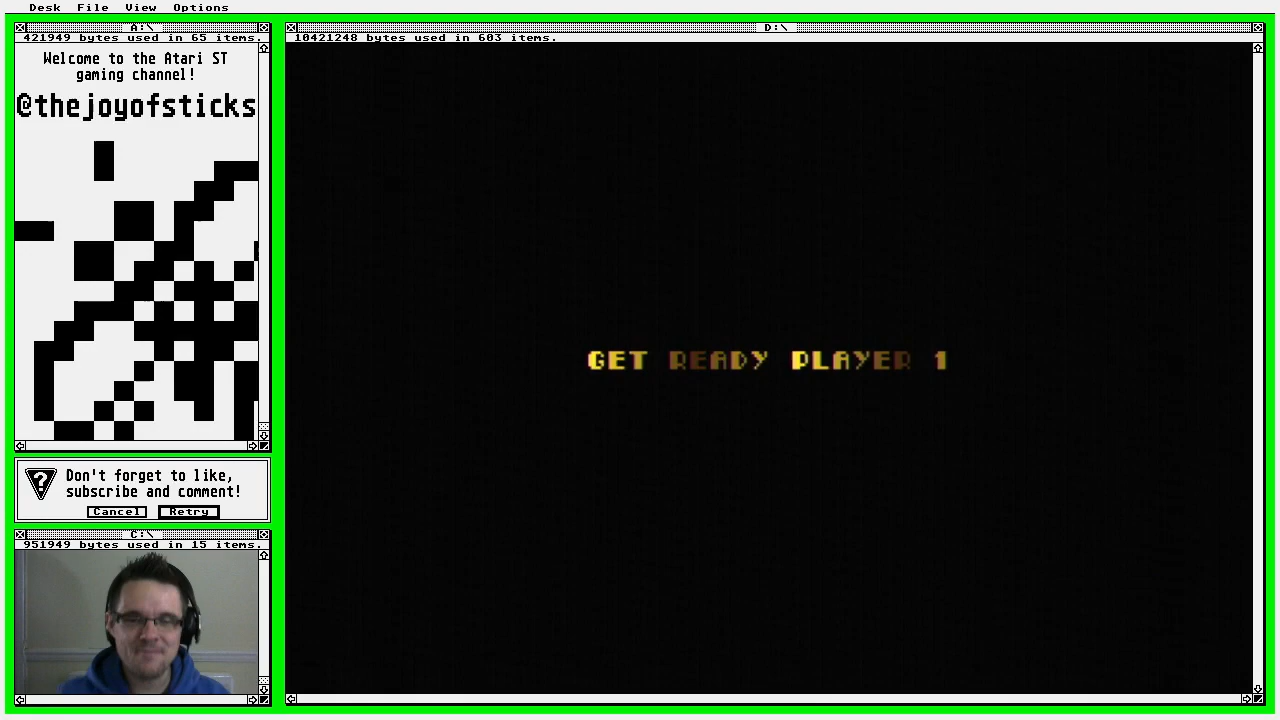 Desk File View Options
A:\
421949 bytes used in 65 items.
Welcome to the Atari ST
gaming channel!
@thejoyofsticks
Don't forget to like,
subscribe and comment!
Cancel Retry
C:\
951949 bytes used in 15 items.
D:\
10421248 bytes used in 603 items.
GET READY PLAYER 1